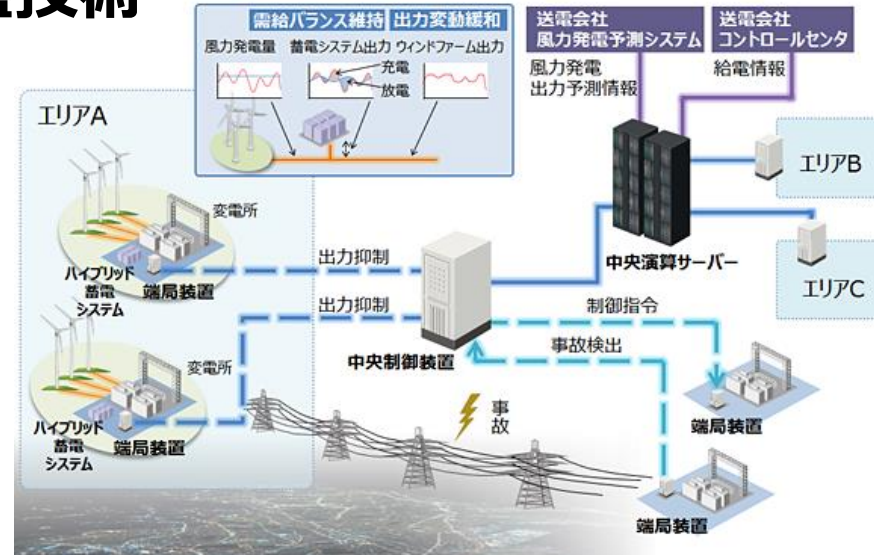 技術
需給バランス維持 出力変動緩和
風力発電量 蓄電システム出力 ウィンドファーム出力
充電
放電
送電会社
風力発電予測システム
送電会社
コントロールセンタ
風力発電
出力予測情報
給電情報
エリアA
エリアB
エリアC
変電所
ハイブリッド
蓄電
システム
端局装置
出力抑制
中央演算サーバー
出力抑制
制御指令
中央制御装置
事故検出
変電所
ハイブリッド
蓄電
システム
端局装置
事故
端局装置
端局装置